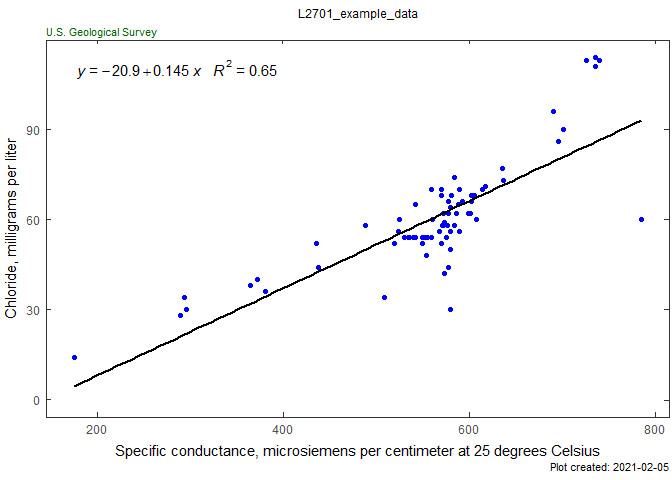 L2701_example_data
U.S. Geological Survey
y = −20.9 + 0.145 x R² = 0.65
Chloride, milligrams per liter
90
60
30
0
200 400 600 800
Specific conductance, microsiemens per centimeter at 25 degrees Celsius
Plot created: 2021-02-05